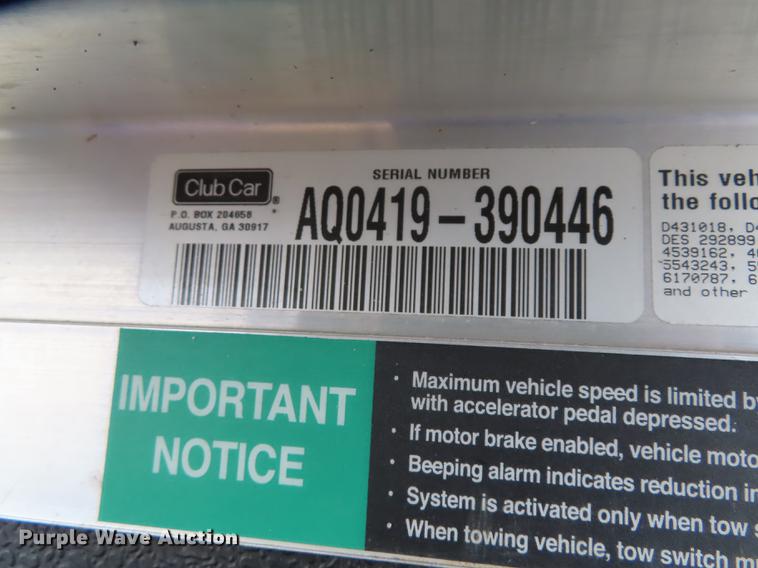 Club Car
®
P.O. BOX 204658
AUGUSTA, GA 30917
SERIAL NUMBER
AQ0419-390446
This veh
the follo
D431018, D4
DES 292899
4539162, 4
5543243, 5
6170787, 6
and other
IMPORTANT
NOTICE
• Maximum vehicle speed is limited by
with accelerator pedal depressed.
• If motor brake enabled, vehicle moto
• Beeping alarm indicates reduction in
• System is activated only when tow s
• When towing vehicle, tow switch mu
Purple Wave Auction